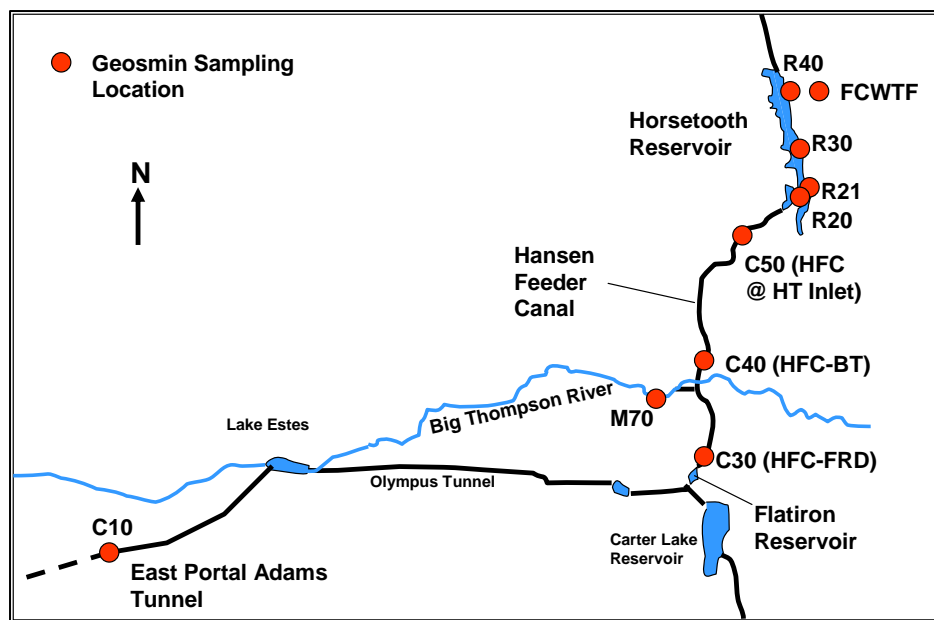 Geosmin Sampling
Location
R40
FCWTF
Horsetooth
Reservoir
R30
N
R21
R20
C50 (HFC
@ HT Inlet)
Hansen
Feeder
Canal
C40 (HFC-BT)
Big Thompson River
M70
Lake Estes
C30 (HFC-FRD)
Olympus Tunnel
Flatiron
Reservoir
C10
Carter Lake
Reservoir
East Portal Adams
Tunnel